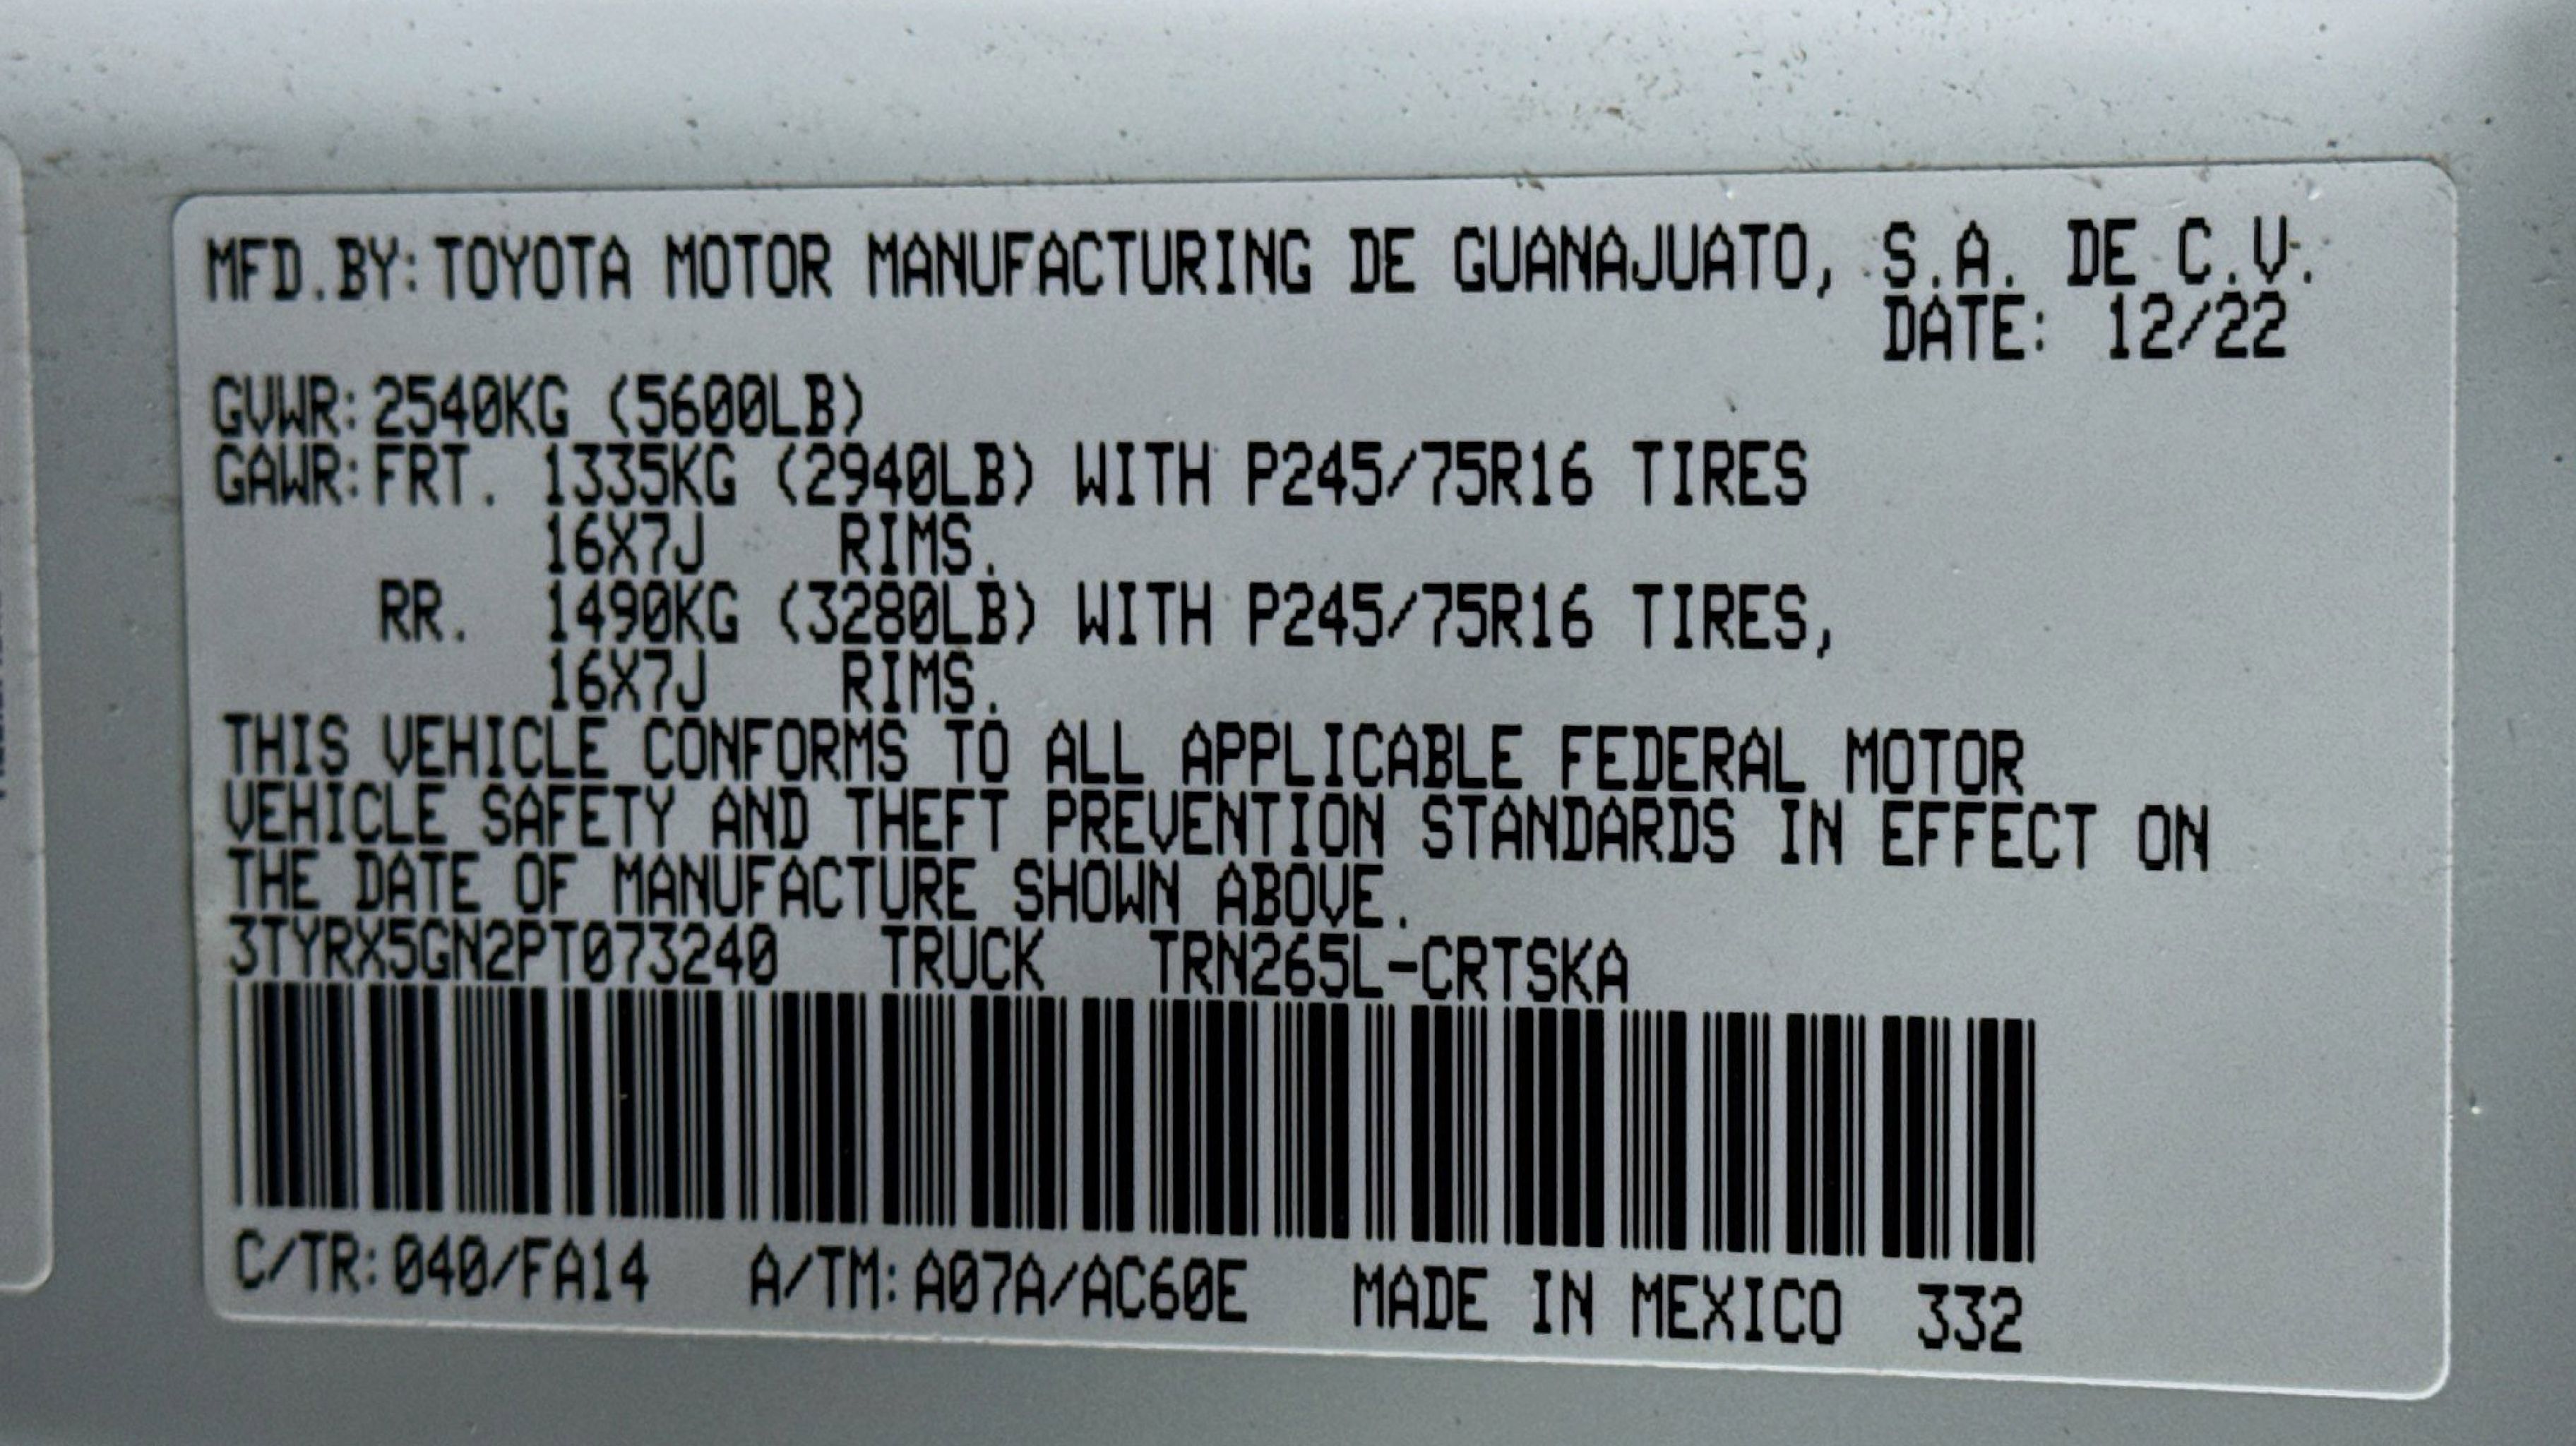 MFD.BY:TOYOTA MOTOR MANUFACTURING DE GUANAJUATO, S.A. DE C.V.
DATE: 12/22
GVWR:2540KG (5600LB)
GAWR:FRT. 1335KG (2940LB) WITH P245/75R16 TIRES
16X7J RIMS.
RR. 1490KG (3280LB) WITH P245/75R16 TIRES,
16X7J RIMS.
THIS VEHICLE CONFORMS TO ALL APPLICABLE FEDERAL MOTOR
VEHICLE SAFETY AND THEFT PREVENTION STANDARDS IN EFFECT ON
THE DATE OF MANUFACTURE SHOWN ABOVE.
3TYRX5GN2PT073240 TRUCK TRN265L-CRTSKA
C/TR:040/FA14 A/TM:A07A/AC60E MADE IN MEXICO 332